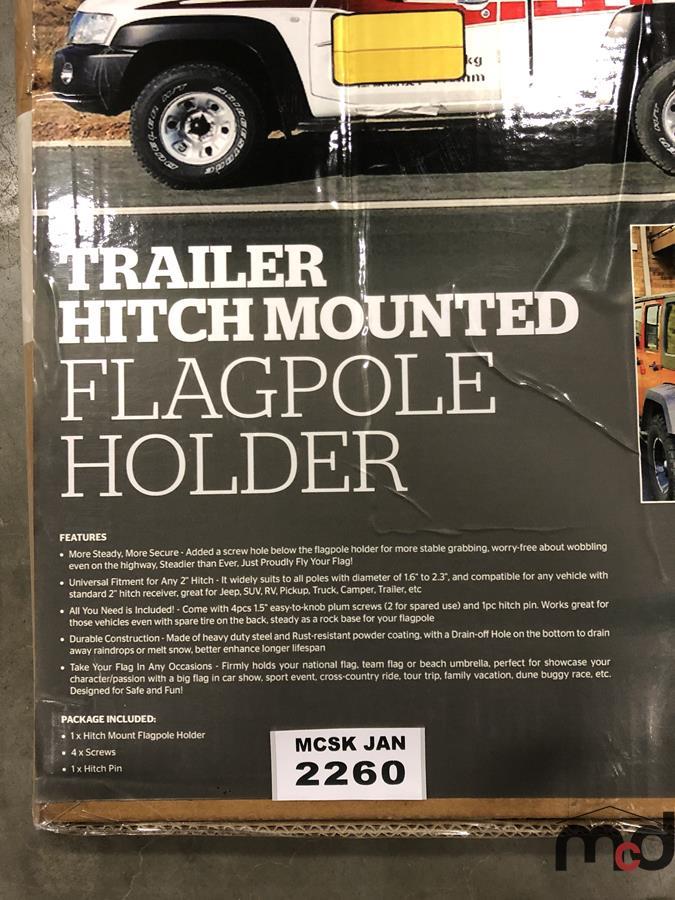 kg
TRAILER
HITCH MOUNTED
FLAGPOLE
HOLDER
FEATURES
• More Steady, More Secure - Added a screw hole below the flagpole holder for more stable grabbing, worry-free about wobbling
even on the highway, Steadier than Ever, Just Proudly Fly Your Flag!
• Universal Fitment for Any 2" Hitch - It widely suits to all poles with diameter of 1.6" to 2.3", and compatible for any vehicle with
standard 2" hitch receiver, great for Jeep, SUV, RV, Pickup, Truck, Camper, Trailer, etc
• All You Need is Included! - Come with 4pcs 1.5" easy-to-knob plum screws (2 for spared use) and 1pc hitch pin. Works great for
those vehicles even with spare tire on the back, steady as a rock base for your flagpole
• Durable Construction - Made of heavy duty steel and Rust-resistant powder coating, with a Drain-off Hole on the bottom to drain
away raindrops or melt snow, better enhance longer lifespan
• Take Your Flag In Any Occasions - Firmly holds your national flag, team flag or beach umbrella, perfect for showcase your
character/passion with a big flag in car show, sport event, cross-country ride, tour trip, family vacation, dune buggy race, etc.
Designed for Safe and Fun!
PACKAGE INCLUDED:
• 1 x Hitch Mount Flagpole Holder
• 4 x Screws
• 1 x Hitch Pin
MCSK JAN
2260
mcd